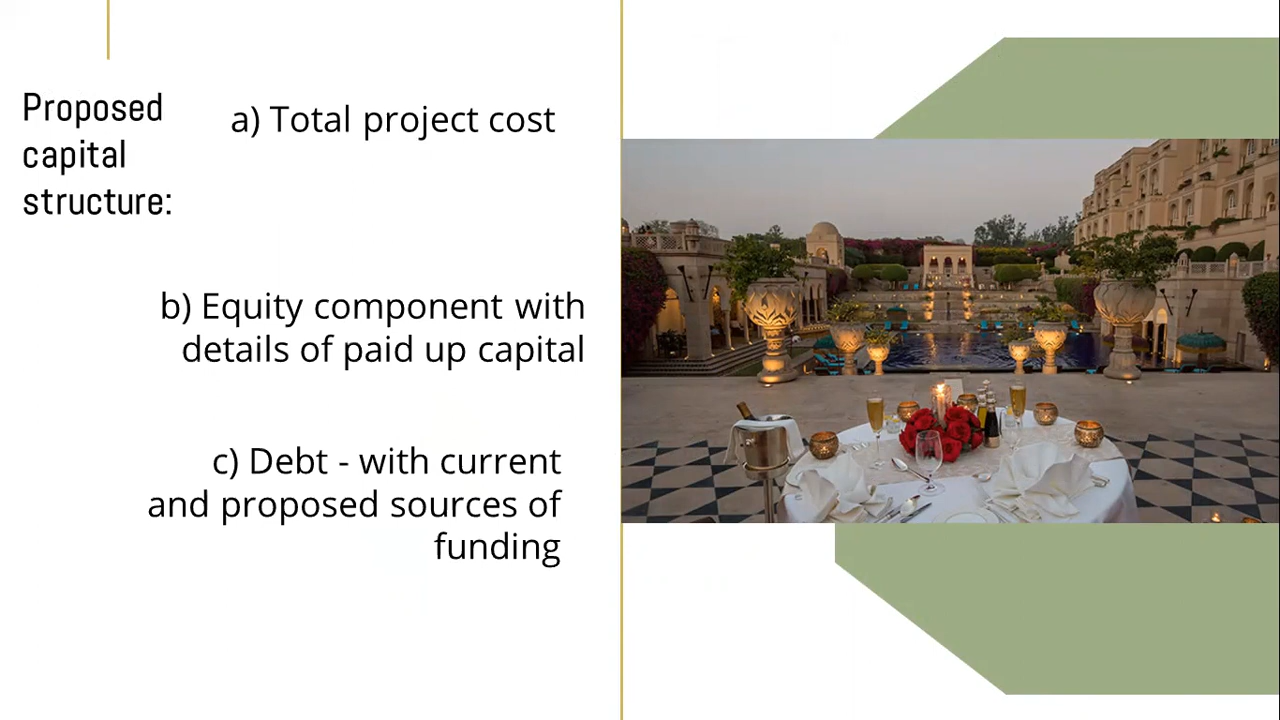 Proposed
capital
structure:
a) Total project cost
b) Equity component with
details of paid up capital
c) Debt - with current
and proposed sources of
funding